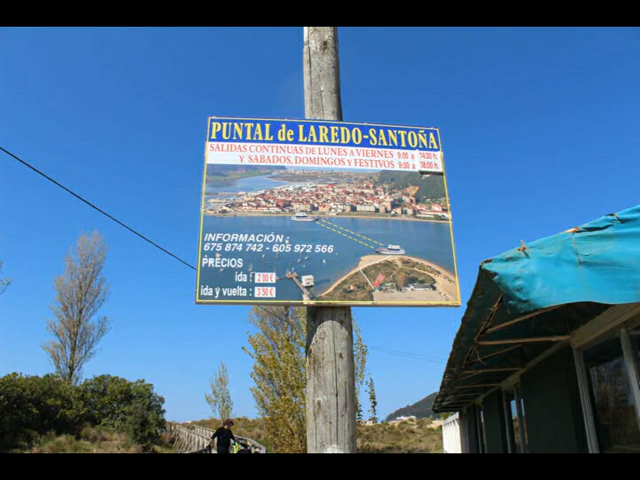 PUNTAL de LAREDO-SANTOÑA
SALIDAS CONTINUAS DE LUNES A VIERNES 9:00 a 14:30 h.
Y SABADOS, DOMINGOS Y FESTIVOS 9:00 a 18:00 h.
INFORMACIÓN :
675 874 742 - 605 972 566
PRECIOS
ida : 2'00€
ida y vuelta : 3'50€